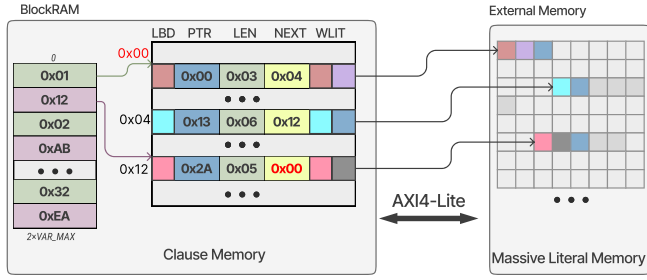 BlockRAM
External Memory
LBD PTR LEN NEXT WLIT
0
0x00
0x01
0x00 0x03 0x04
0x12
• • •
0x02
0x04
0x13 0x06 0x12
0xAB
• • •
• • •
0x12
0x2A 0x05 0x00
0x32
• • •
0xEA
2×VAR_MAX
Clause Memory
AXI4-Lite
• • •
Massive Literal Memory